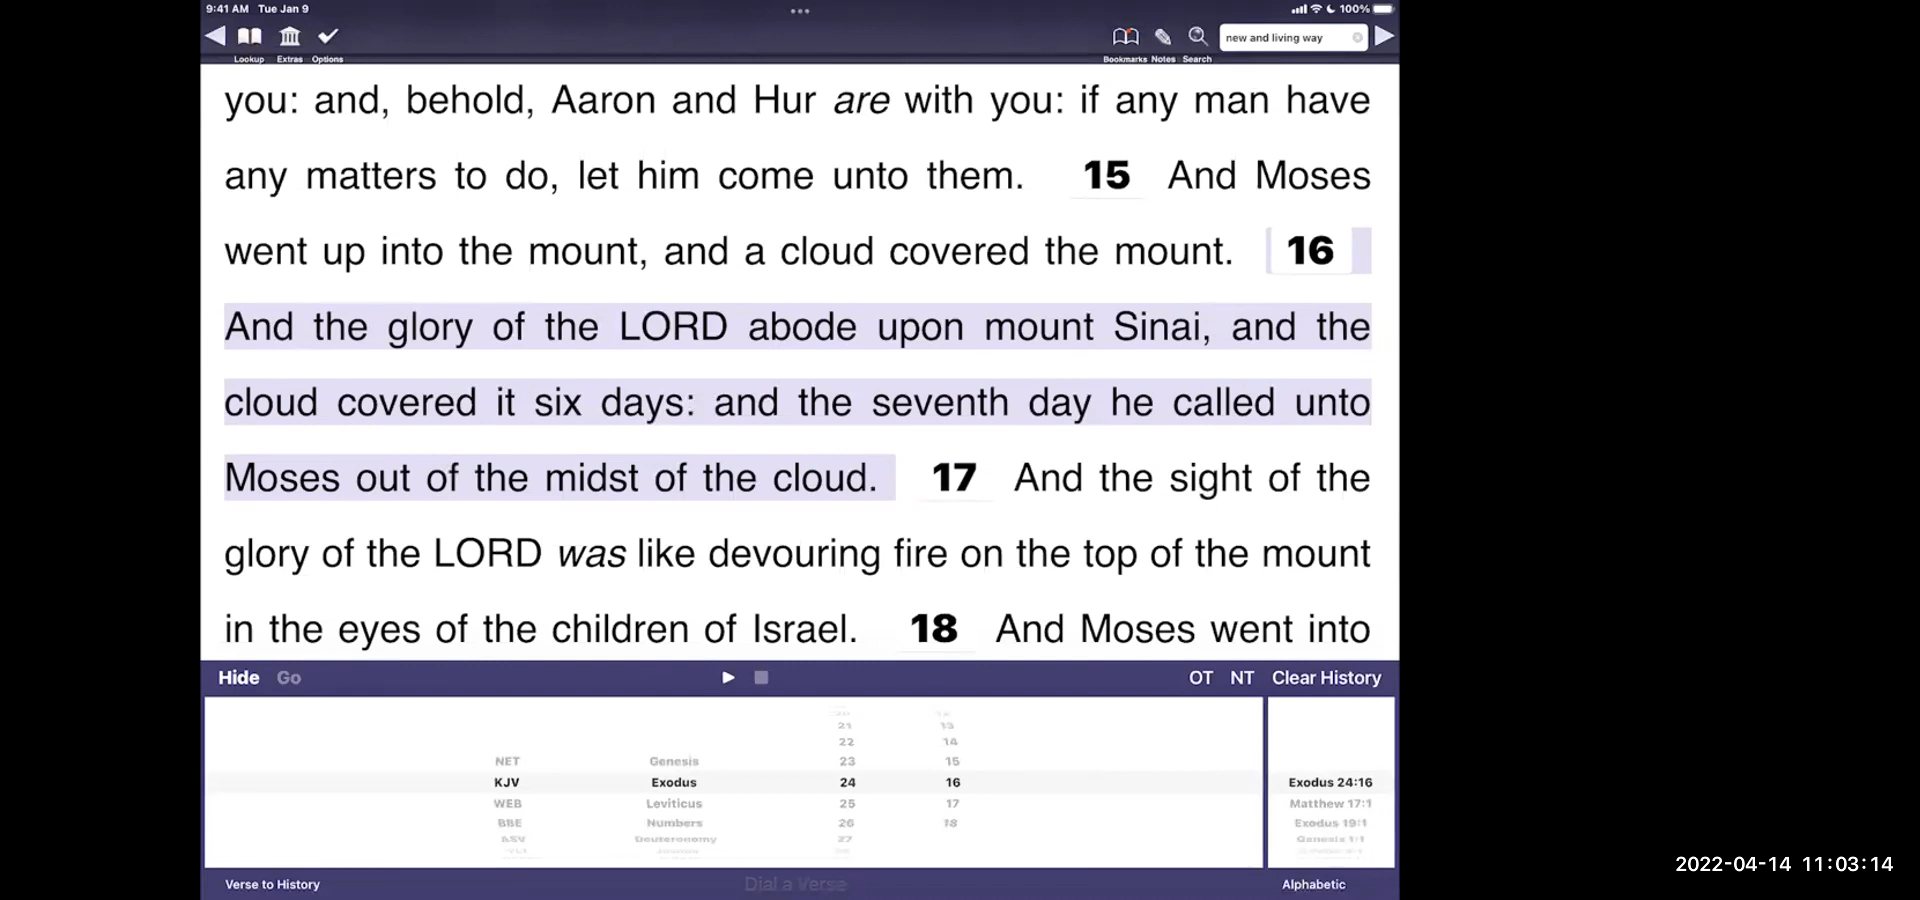 9:41 AM Tue Jan 9
100%
Lookup Extras Options
Bookmarks Notes Search
new and living way
you: and, behold, Aaron and Hur are with you: if any man have
any matters to do, let him come unto them. 15 And Moses
went up into the mount, and a cloud covered the mount. 16
And the glory of the LORD abode upon mount Sinai, and the
cloud covered it six days: and the seventh day he called unto
Moses out of the midst of the cloud. 17 And the sight of the
glory of the LORD was like devouring fire on the top of the mount
in the eyes of the children of Israel. 18 And Moses went into
Hide Go OT NT Clear History
21 13
22 14
NET Genesis 23 15
KJV Exodus 24 16 Exodus 24:16
WEB Leviticus 25 17 Matthew 17:1
BBE Numbers 26 18 Exodus 19:1
ASV Deuteronomy 27 Genesis 1:1
Verse to History Dial a Verse Alphabetic
2022-04-14 11:03:14